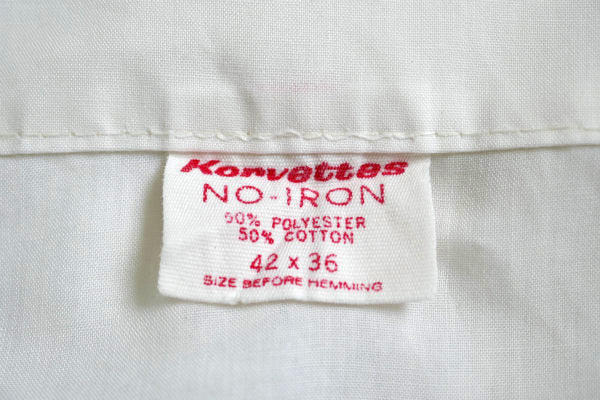 Korvettes
NO-IRON
50% POLYESTER
50% COTTON
42 x 36
SIZE BEFORE HEMMING